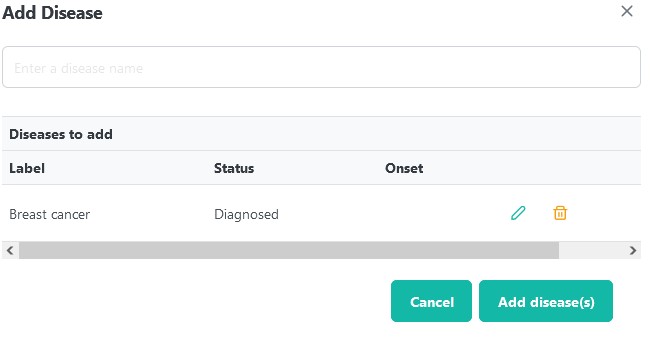 Add Disease
Enter a disease name
Diseases to add
Label Status Onset
Breast cancer Diagnosed
Cancel Add disease(s)